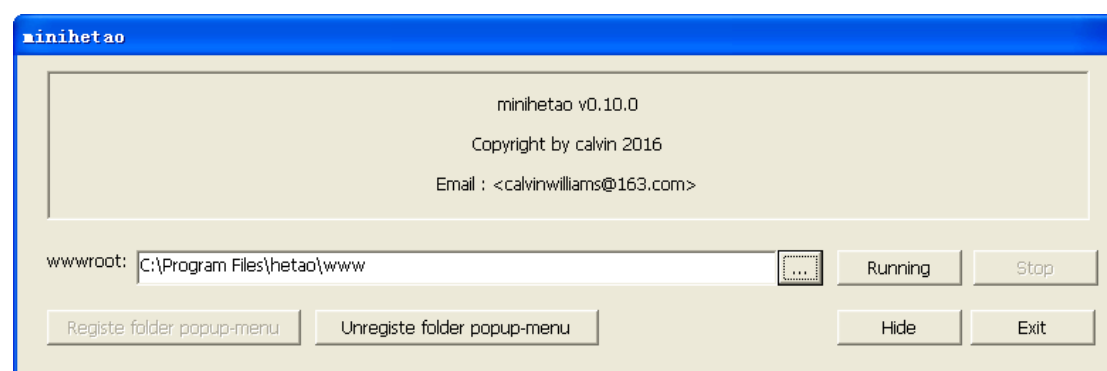 minihetao
minihetao v0.10.0
Copyright by calvin 2016
Email : <calvinwilliams@163.com>
wwwroot: C:\Program Files\hetao\www ... Running Stop
Registe folder popup-menu Unregiste folder popup-menu Hide Exit